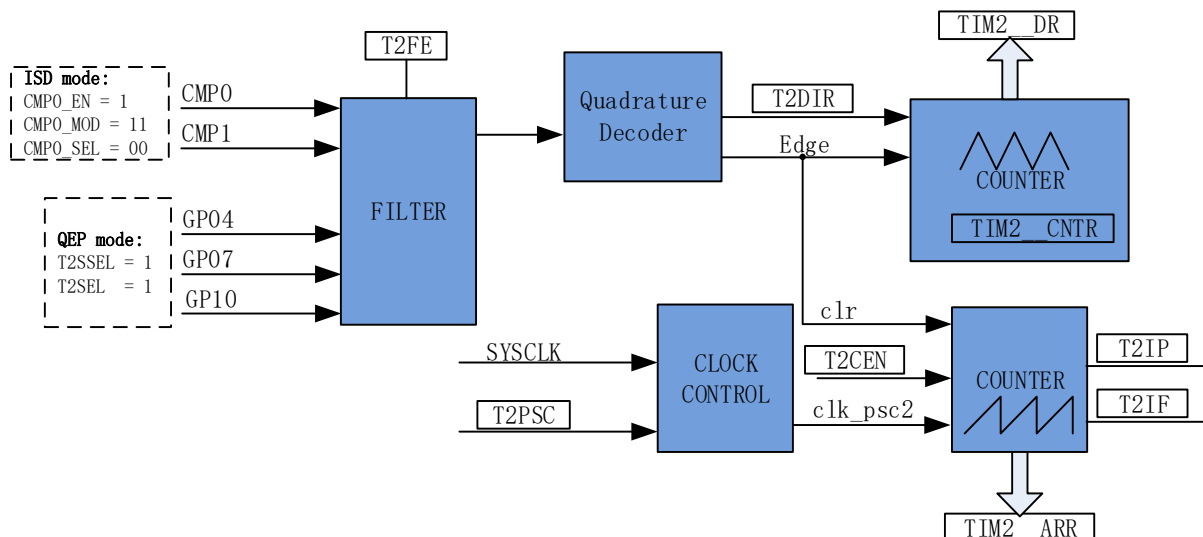 TIM2__DR
T2FE
ISD mode:
CMP0_EN = 1
CMP0_MOD = 11
CMP0_SEL = 00
CMP0
CMP1
Quadrature
Decoder
T2DIR
Edge
COUNTER
TIM2__CNTR
FILTER
QEP mode:
T2SSEL = 1
T2SEL = 1
GP04
GP07
GP10
SYSCLK
T2PSC
CLOCK
CONTROL
clr
T2CEN
clk_psc2
COUNTER
T2IP
T2IF
TIM2__ARR